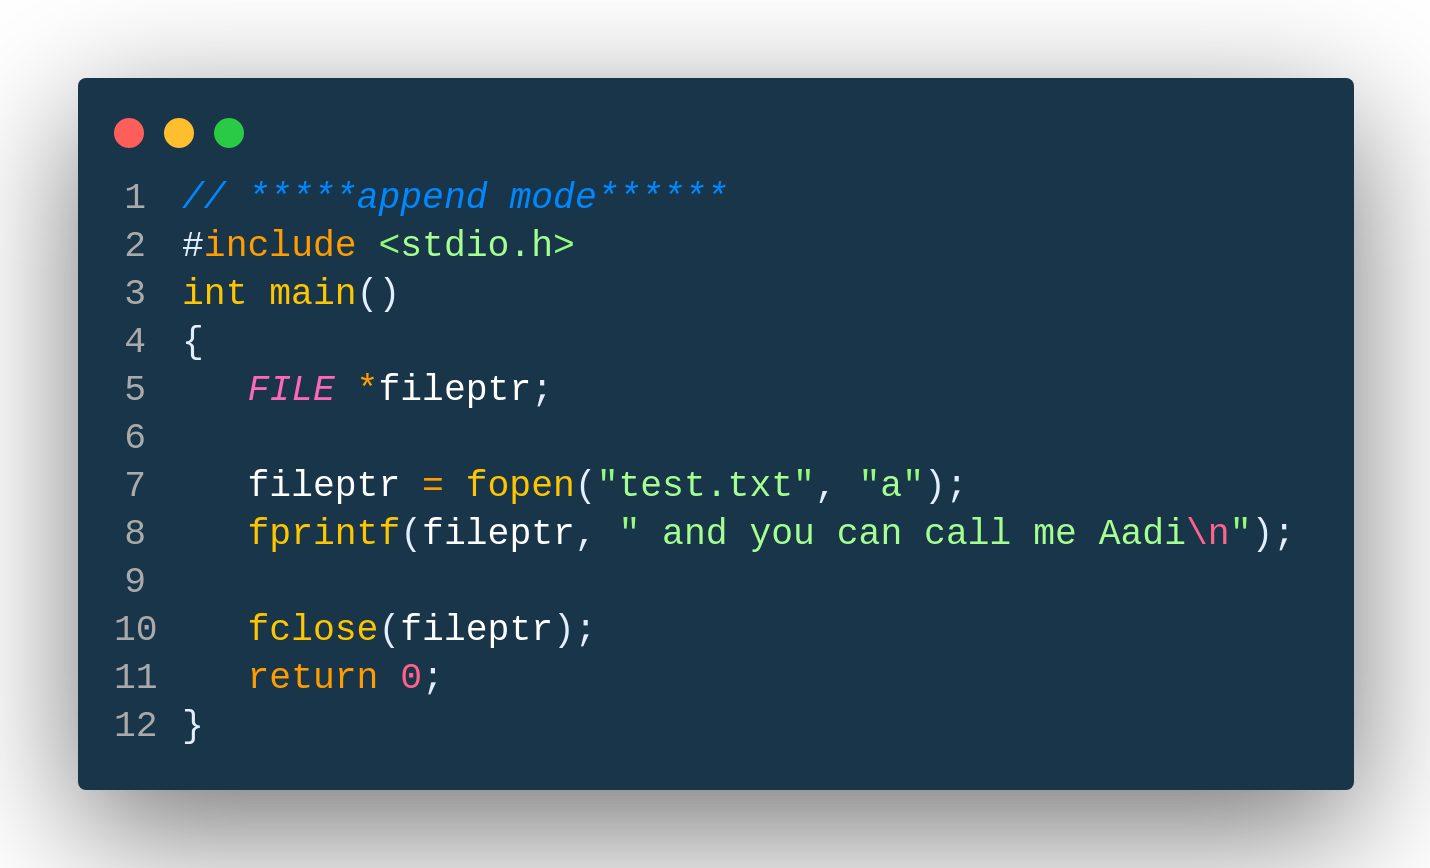 1 // *****append mode******
2 #include <stdio.h>
3 int main()
4 {
5    FILE *fileptr;
6
7    fileptr = fopen("test.txt", "a");
8    fprintf(fileptr, " and you can call me Aadi\n");
9
10    fclose(fileptr);
11    return 0;
12 }